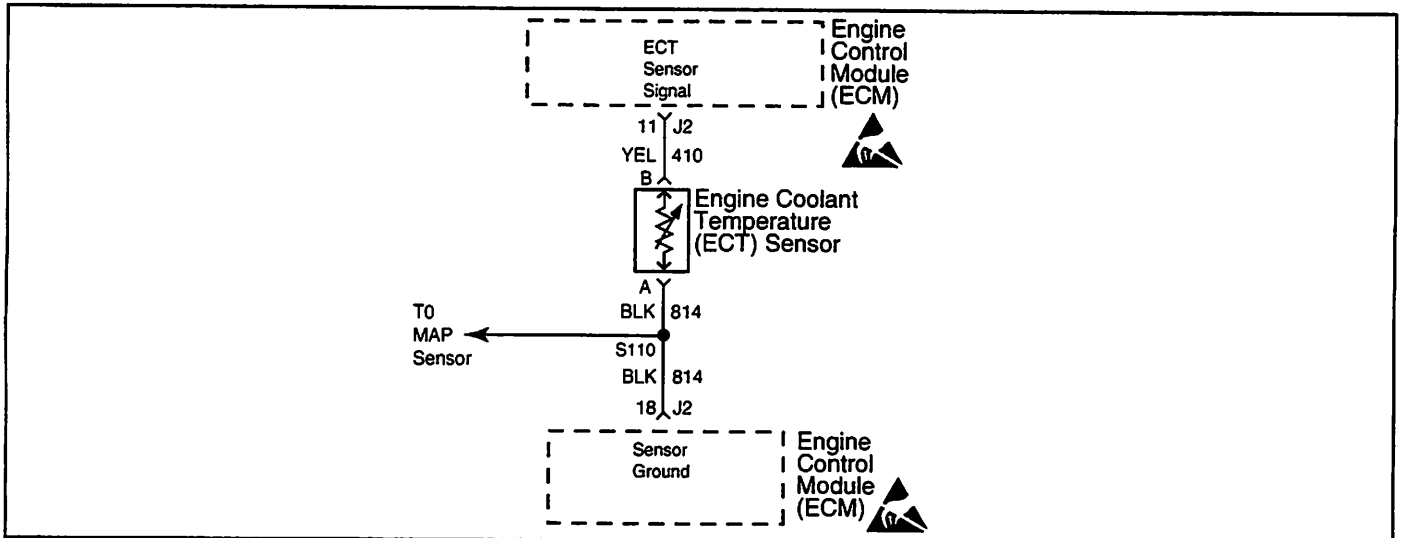 ECT
Sensor
Signal
Engine
Control
Module
(ECM)
11 J2
YEL 410
B
Engine Coolant
Temperature
(ECT) Sensor
A
BLK 814
T0
MAP
Sensor
S110
BLK 814
18 J2
Sensor
Ground
Engine
Control
Module
(ECM)